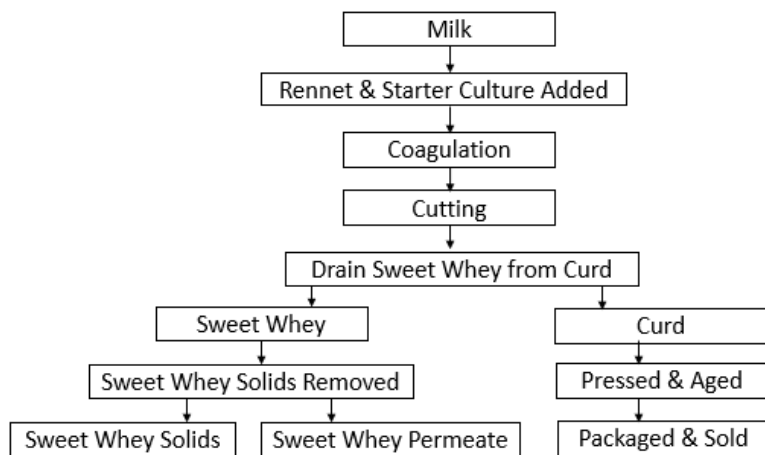 Milk
Rennet & Starter Culture Added
Coagulation
Cutting
Drain Sweet Whey from Curd
Sweet Whey
Curd
Sweet Whey Solids Removed
Pressed & Aged
Sweet Whey Solids
Sweet Whey Permeate
Packaged & Sold